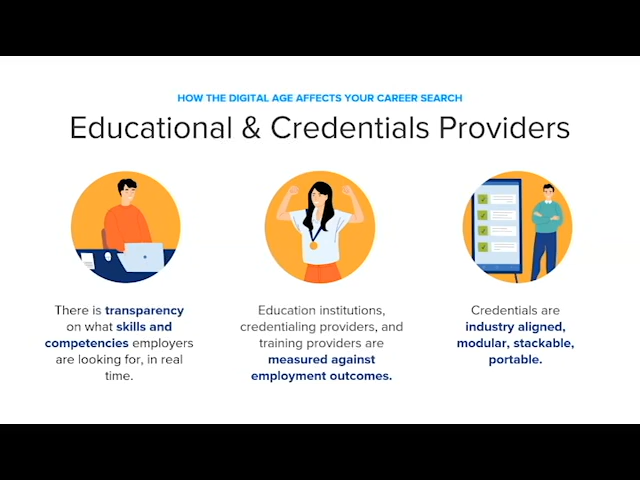 HOW THE DIGITAL AGE AFFECTS YOUR CAREER SEARCH
Educational & Credentials Providers
There is transparency
on what skills and
competencies employers
are looking for, in real
time.
Education institutions,
credentialing providers, and
training providers are
measured against
employment outcomes.
Credentials are
industry aligned,
modular, stackable,
portable.